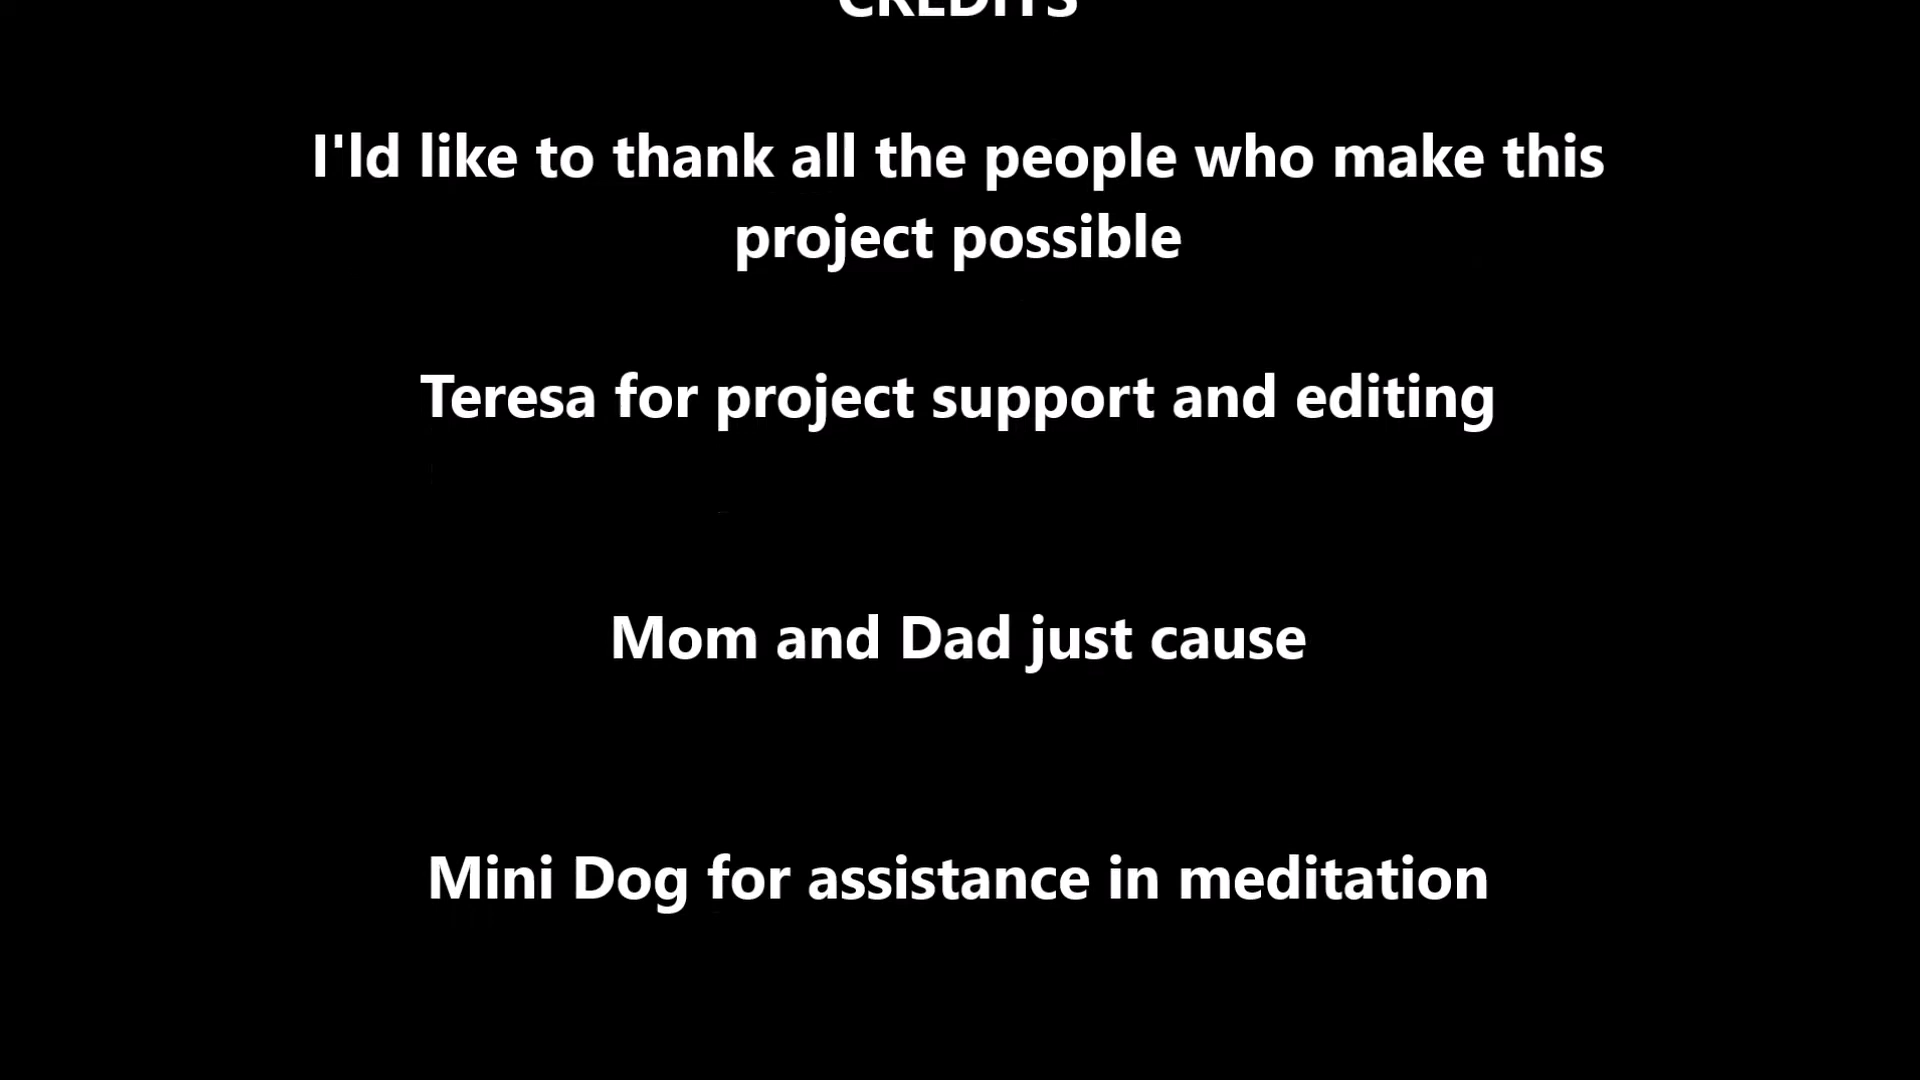 CREDITS
I'ld like to thank all the people who make this
project possible
Teresa for project support and editing
Mom and Dad just cause
Mini Dog for assistance in meditation